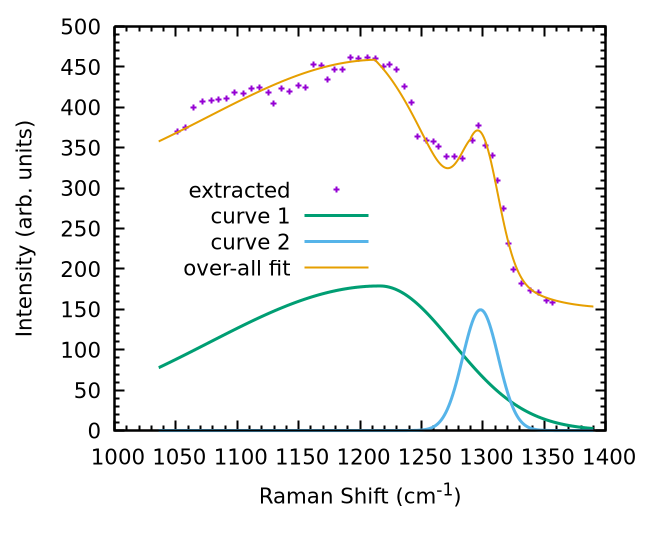 500
450
400
350
300
250
200
150
100
50
0
Intensity (arb. units)
extracted
curve 1
curve 2
over-all fit
1000 1050 1100 1150 1200 1250 1300 1350 1400
Raman Shift (cm⁻¹)